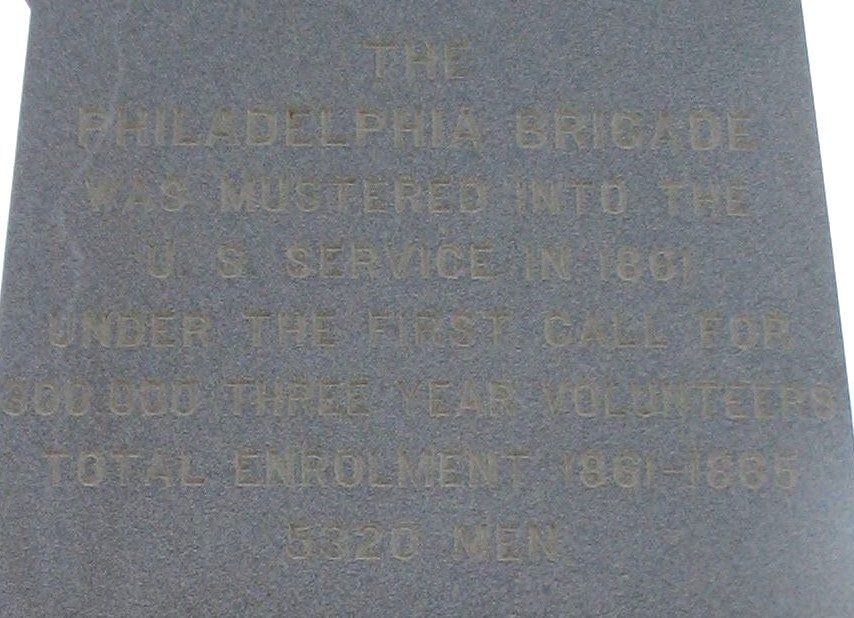 THE
PHILADELPHIA BRIGADE
WAS MUSTERED INTO THE
U. S. SERVICE IN 1861
UNDER THE FIRST CALL FOR
300.000 THREE YEAR VOLUNTEERS
TOTAL ENROLMENT 1861-1865
5320 MEN